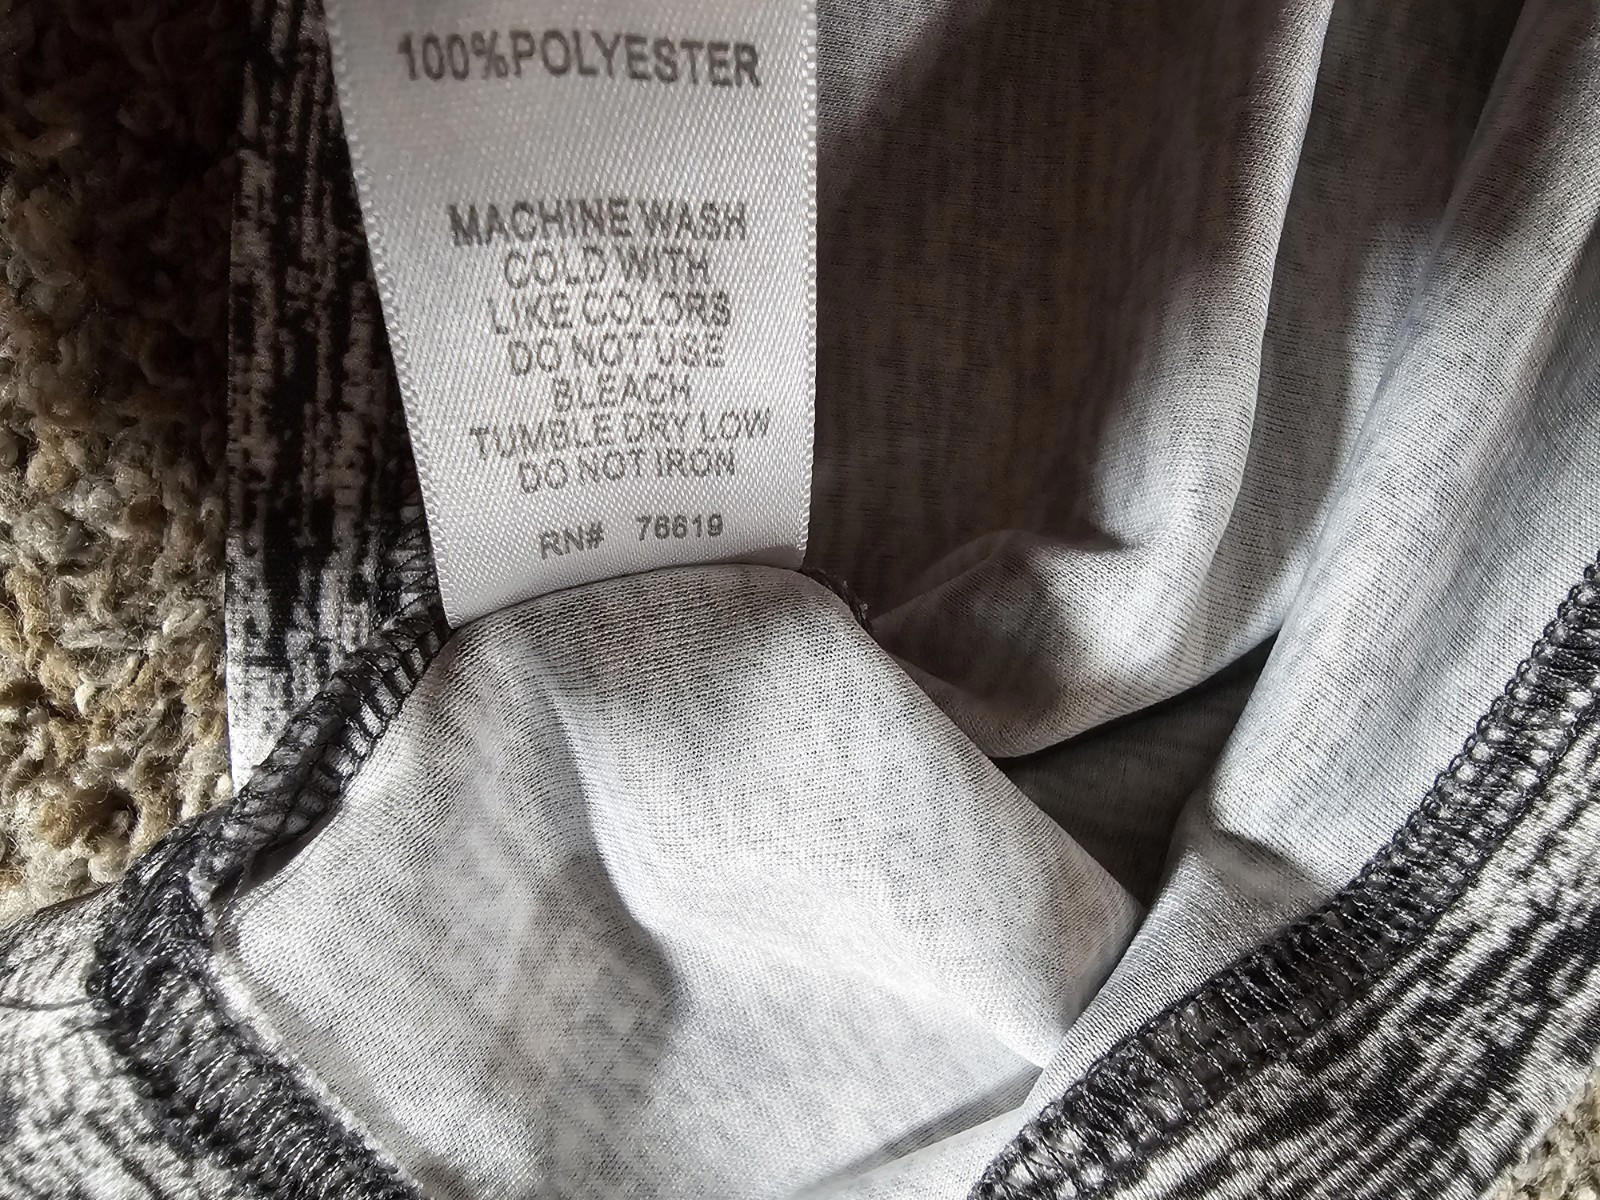 100%POLYESTER
MACHINE WASH
COLD WITH
LIKE COLORS
DO NOT USE
BLEACH
TUMBLE DRY LOW
DO NOT IRON
RN# 76619